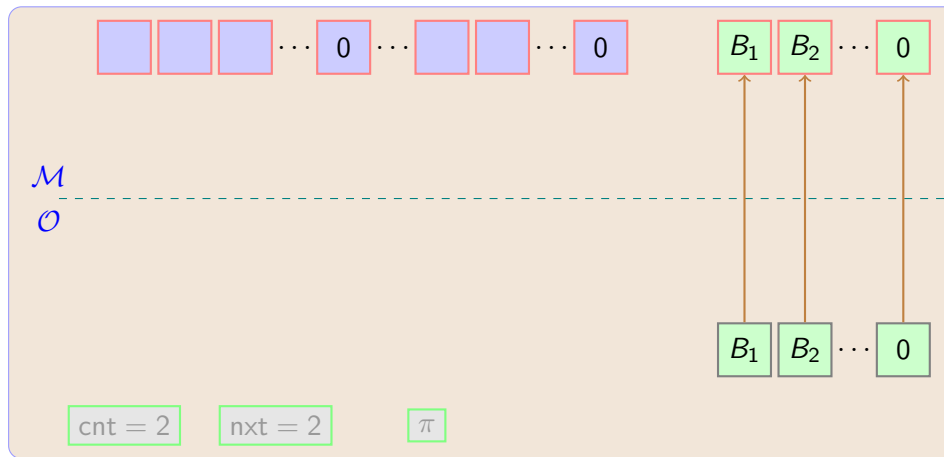 ··· 0 ··· ··· 0 B₁ B₂ ··· 0
ℳ
𝒪
B₁ B₂ ··· 0
cnt = 2 nxt = 2 π